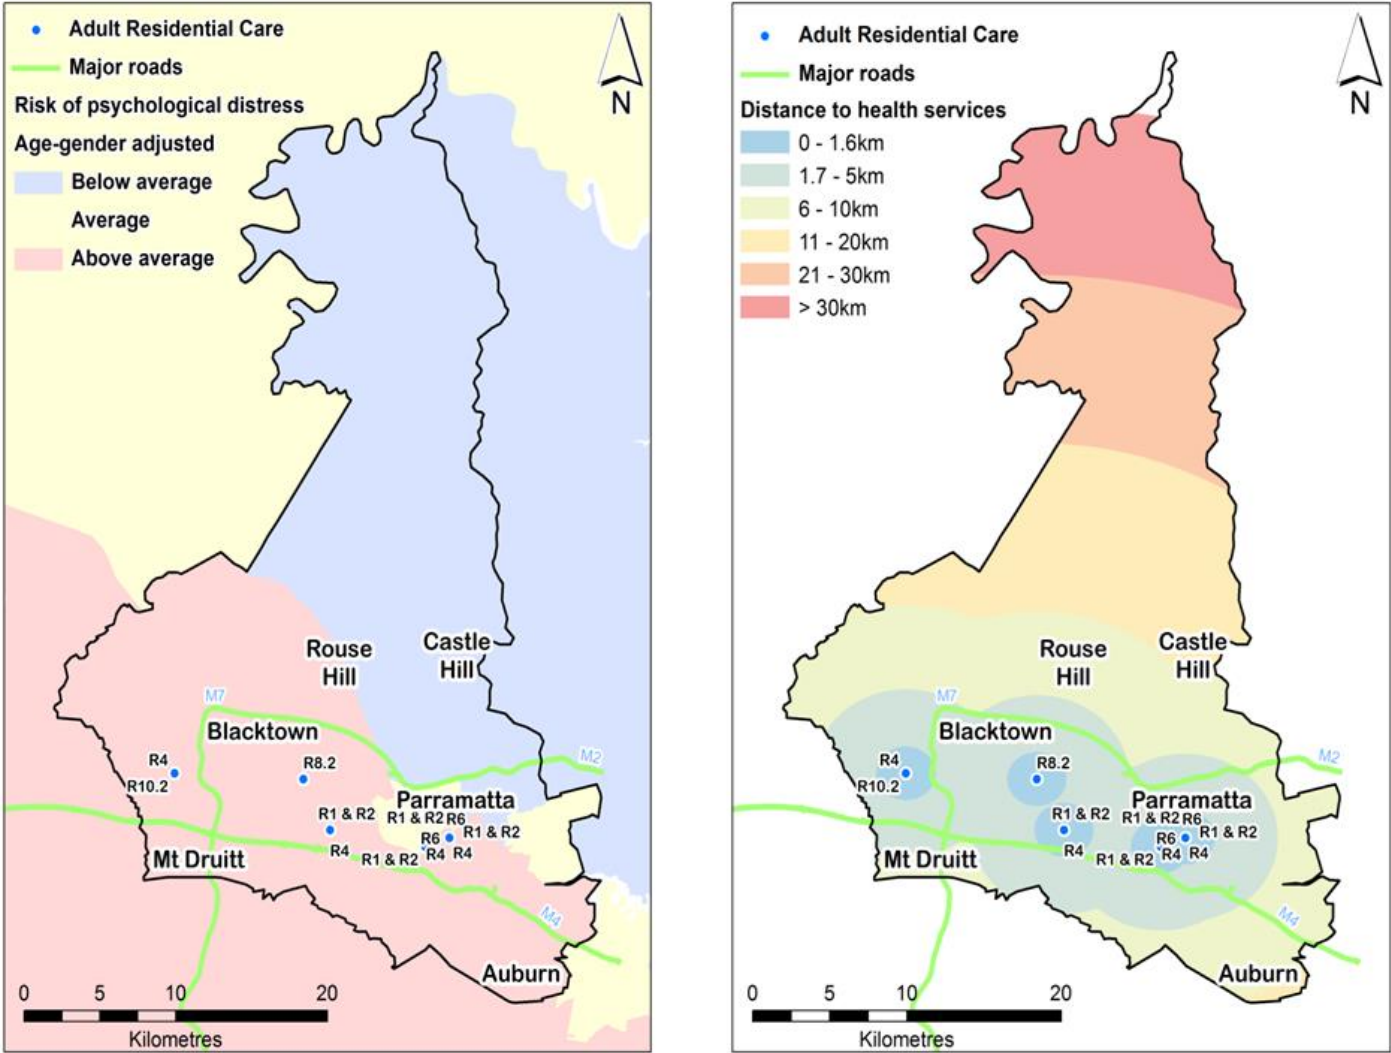 Adult Residential Care
Major roads
Risk of psychological distress
Age-gender adjusted
Below average
Average
Above average
N
Rouse
Hill
Castle
Hill
M7
Blacktown
M2
R4
R10.2
R8.2
Parramatta
R1 & R2 R6
R1 & R2
R1 & R2
R6
R4
R4
R4
R1 & R2
Mt Druitt
M4
Auburn
0 5 10 20
Kilometres
Adult Residential Care
Major roads
Distance to health services
0 - 1.6km
1.7 - 5km
6 - 10km
11 - 20km
21 - 30km
> 30km
N
Rouse
Hill
Castle
Hill
M7
Blacktown
M2
R4
R10.2
R8.2
Parramatta
R1 & R2 R6
R1 & R2
R1 & R2
R6
R4
R4
R4
R1 & R2
Mt Druitt
M4
Auburn
0 5 10 20
Kilometres